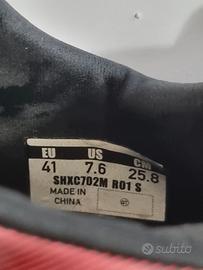 EU US CM
41 7.6 25.8
SHXC702M R01 S
MADE IN
CHINA
subito